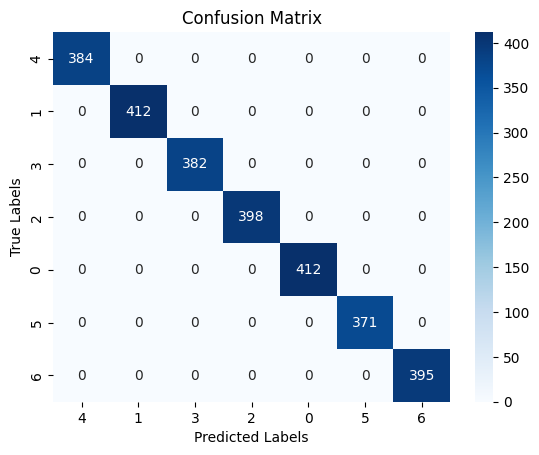 Confusion Matrix
4 384 0 0 0 0 0 0
1 0 412 0 0 0 0 0
3 0 0 382 0 0 0 0
2 0 0 0 398 0 0 0
0 0 0 0 0 412 0 0
5 0 0 0 0 0 371 0
6 0 0 0 0 0 0 395
4 1 3 2 0 5 6
True Labels
Predicted Labels
400
350
300
250
200
150
100
50
0